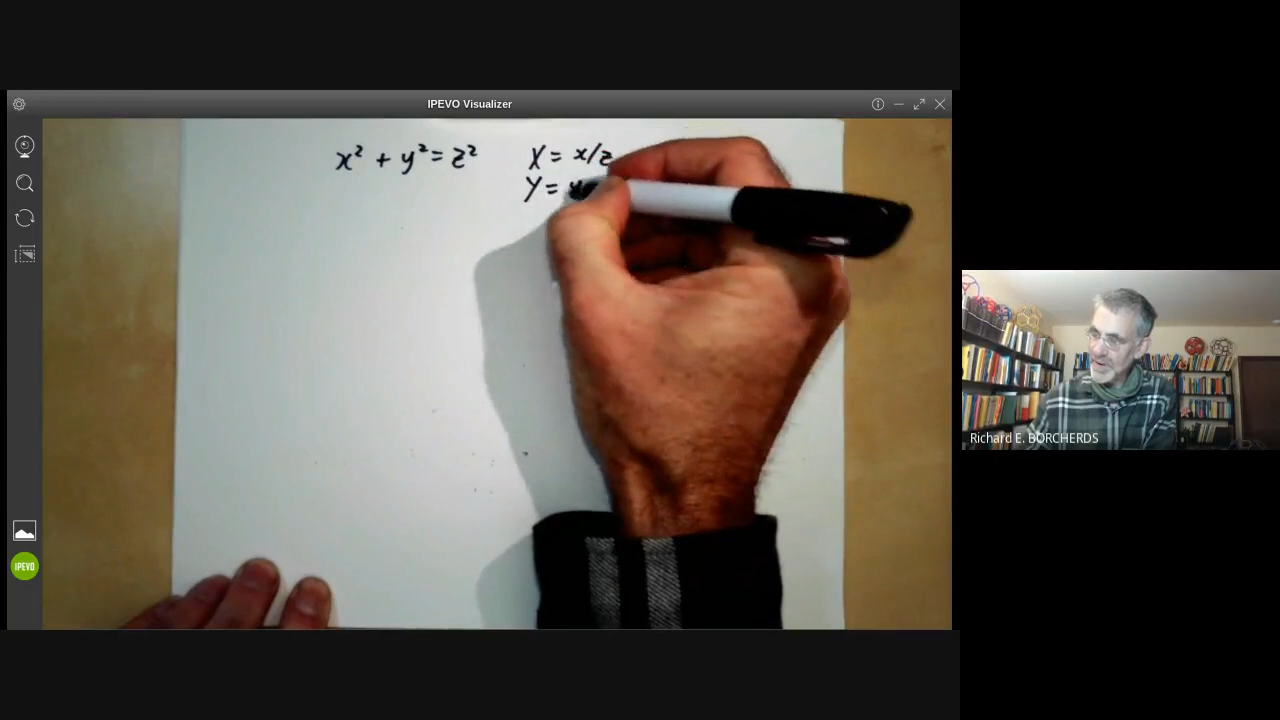 IPEVO Visualizer
x² + y² = z² X = x/z
Y =
IPEVO
Richard E. BORCHERDS